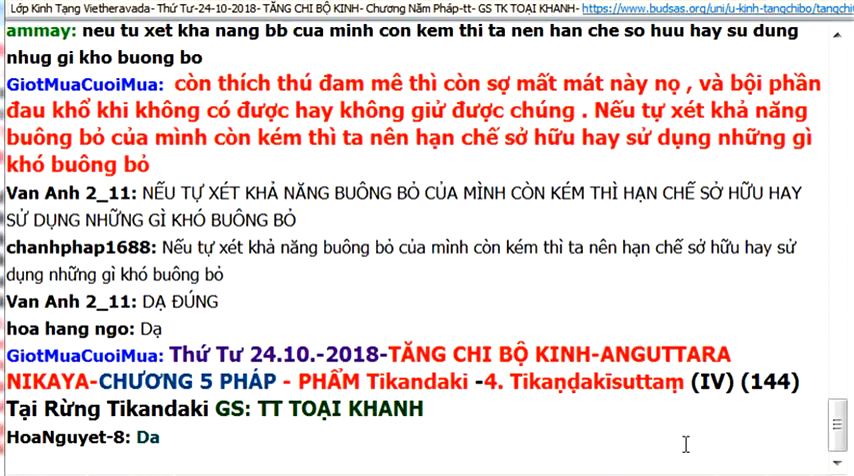 Lớp Kinh Tạng Vietheravada- Thứ Tư-24-10-2018- TĂNG CHI BỘ KINH- Chương Năm Pháp-tt- GS TK TOẠI KHANH- https://www.budsas.org/uni/u-kinh-tangchibo/tangchi
ammay: neu tu xet kha nang bb cua minh con kem thi ta nen han che so huu hay su dung
nhug gi kho buong bo
GiotMuaCuoiMua: còn thích thú đam mê thì còn sợ mất mát này nọ , và bội phần
đau khổ khi không có được hay không giử được chúng . Nếu tự xét khả năng
buông bỏ của mình còn kém thì ta nên hạn chế sở hữu hay sử dụng những gì
khó buông bỏ
Van Anh 2_11: NẾU TỰ XÉT KHẢ NĂNG BUÔNG BỎ CỦA MÌNH CÒN KÉM THÌ HẠN CHẾ SỞ HỮU HAY
SỬ DỤNG NHỮNG GÌ KHÓ BUÔNG BỎ
chanhphap1688: Nếu tự xét khả năng buông bỏ của mình còn kém thì ta nên hạn chế sở hữu hay sử
dụng những gì khó buông bỏ
Van Anh 2_11: DẠ ĐÚNG
hoa hang ngo: Dạ
GiotMuaCuoiMua: Thứ Tư 24.10.-2018-TĂNG CHI BỘ KINH-ANGUTTARA
NIKAYA-CHƯƠNG 5 PHÁP - PHẨM Tikandaki -4. Tikaṇḍakīsuttaṃ (IV) (144)
Tại Rừng Tikandaki GS: TT TOẠI KHANH
HoaNguyet-8: Da